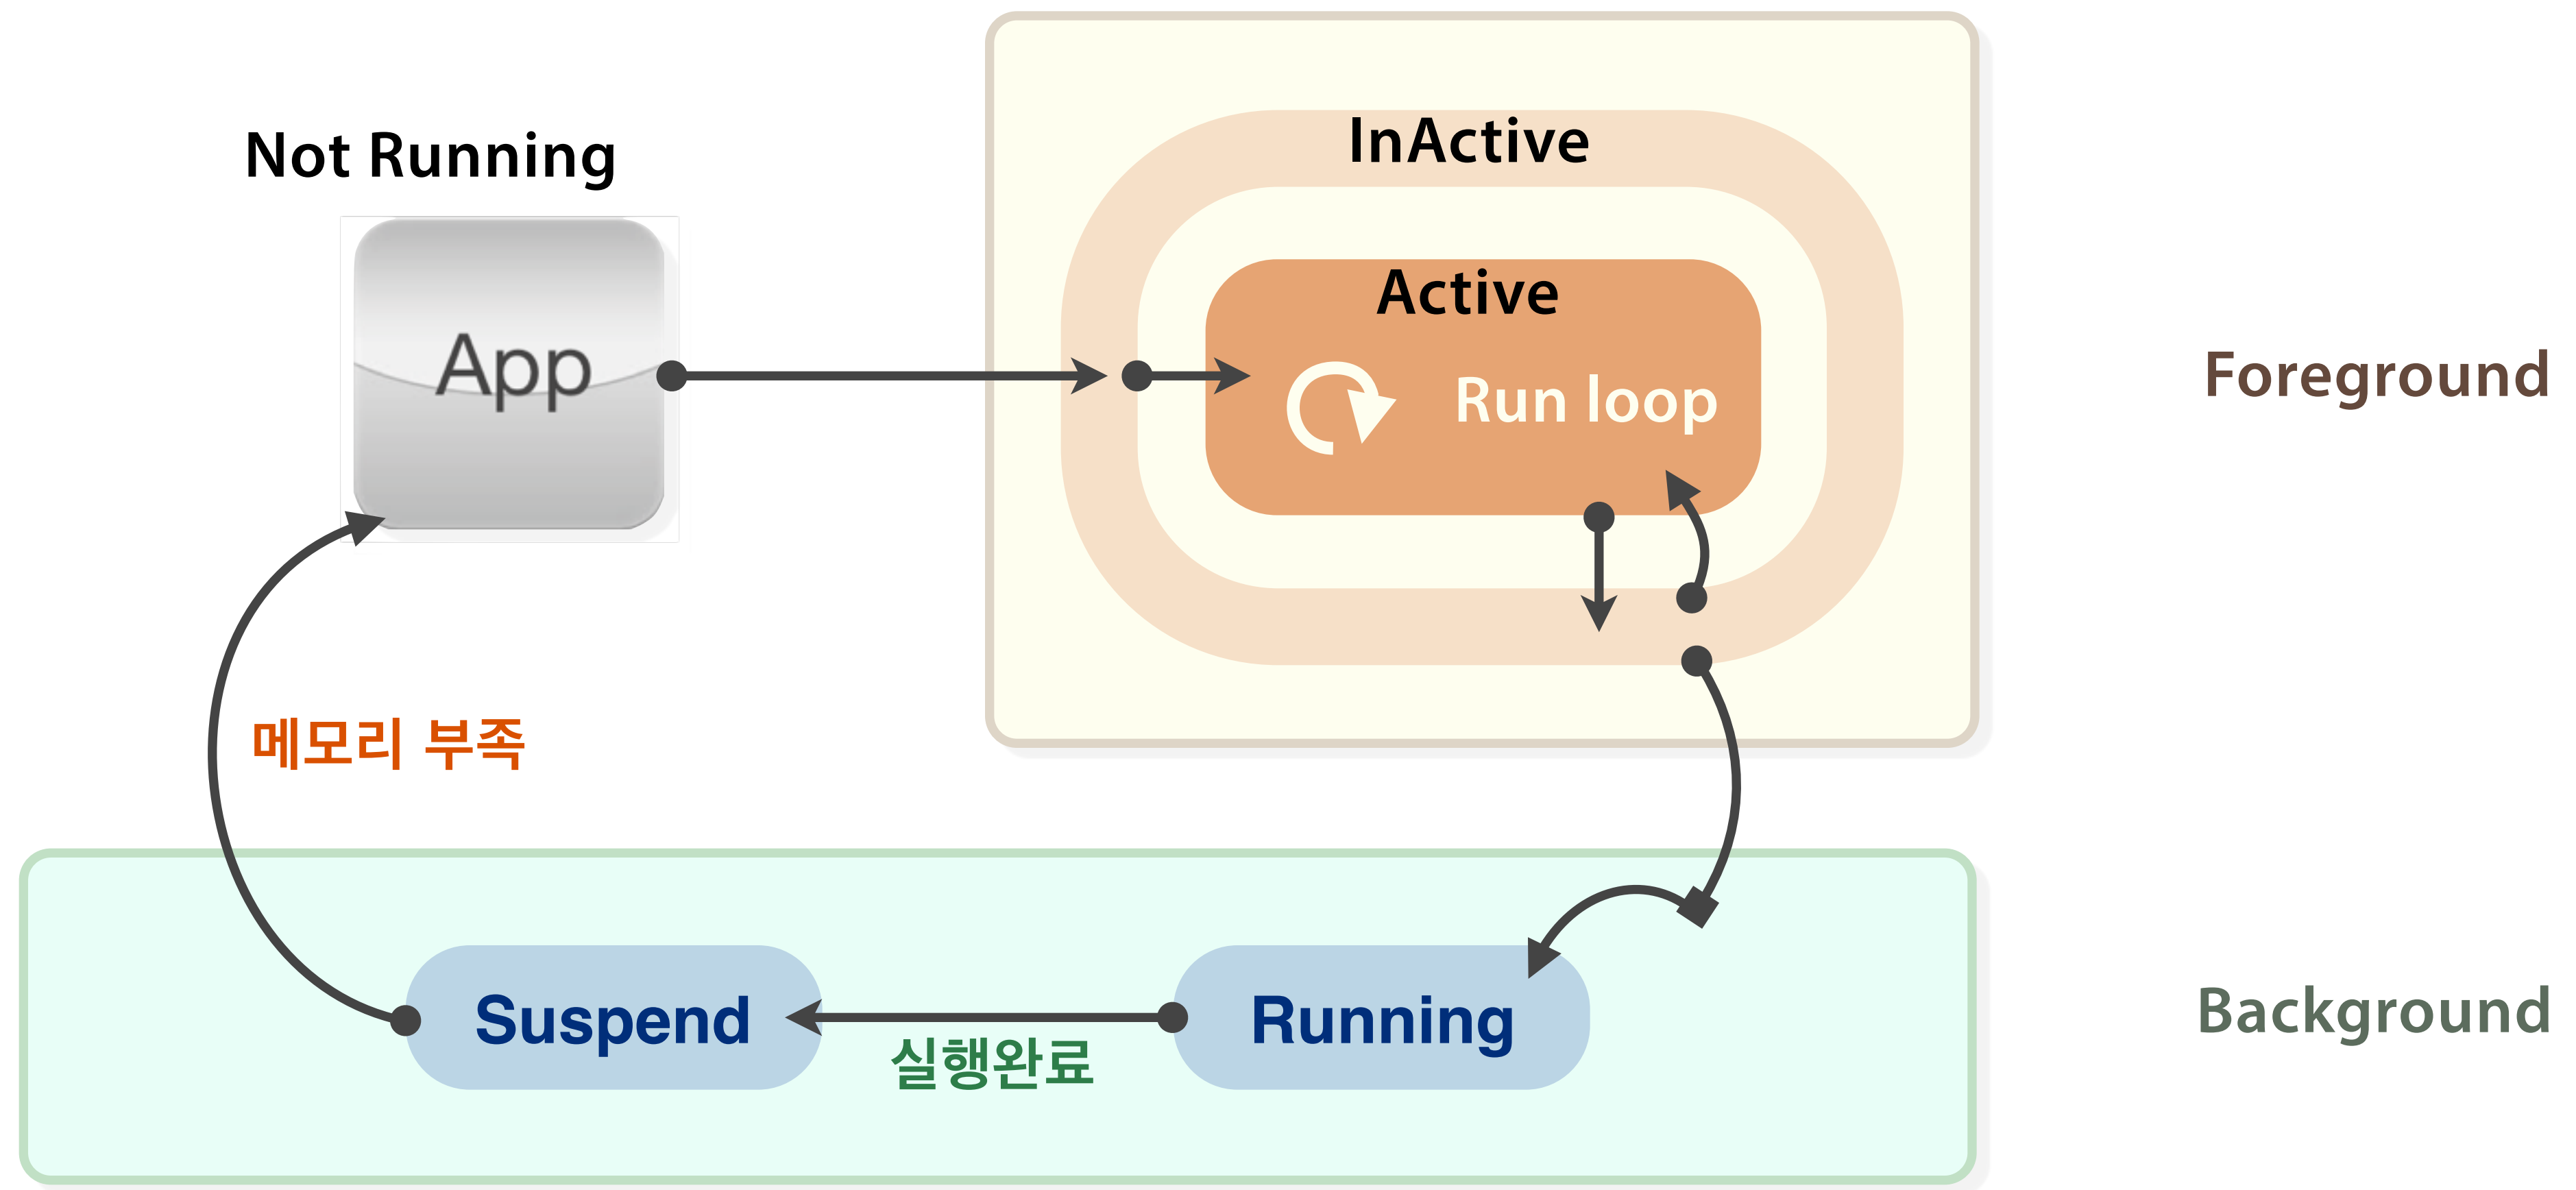 Not Running
App
InActive
Active
Run loop
Foreground
메모리 부족
Suspend
실행완료
Running
Background